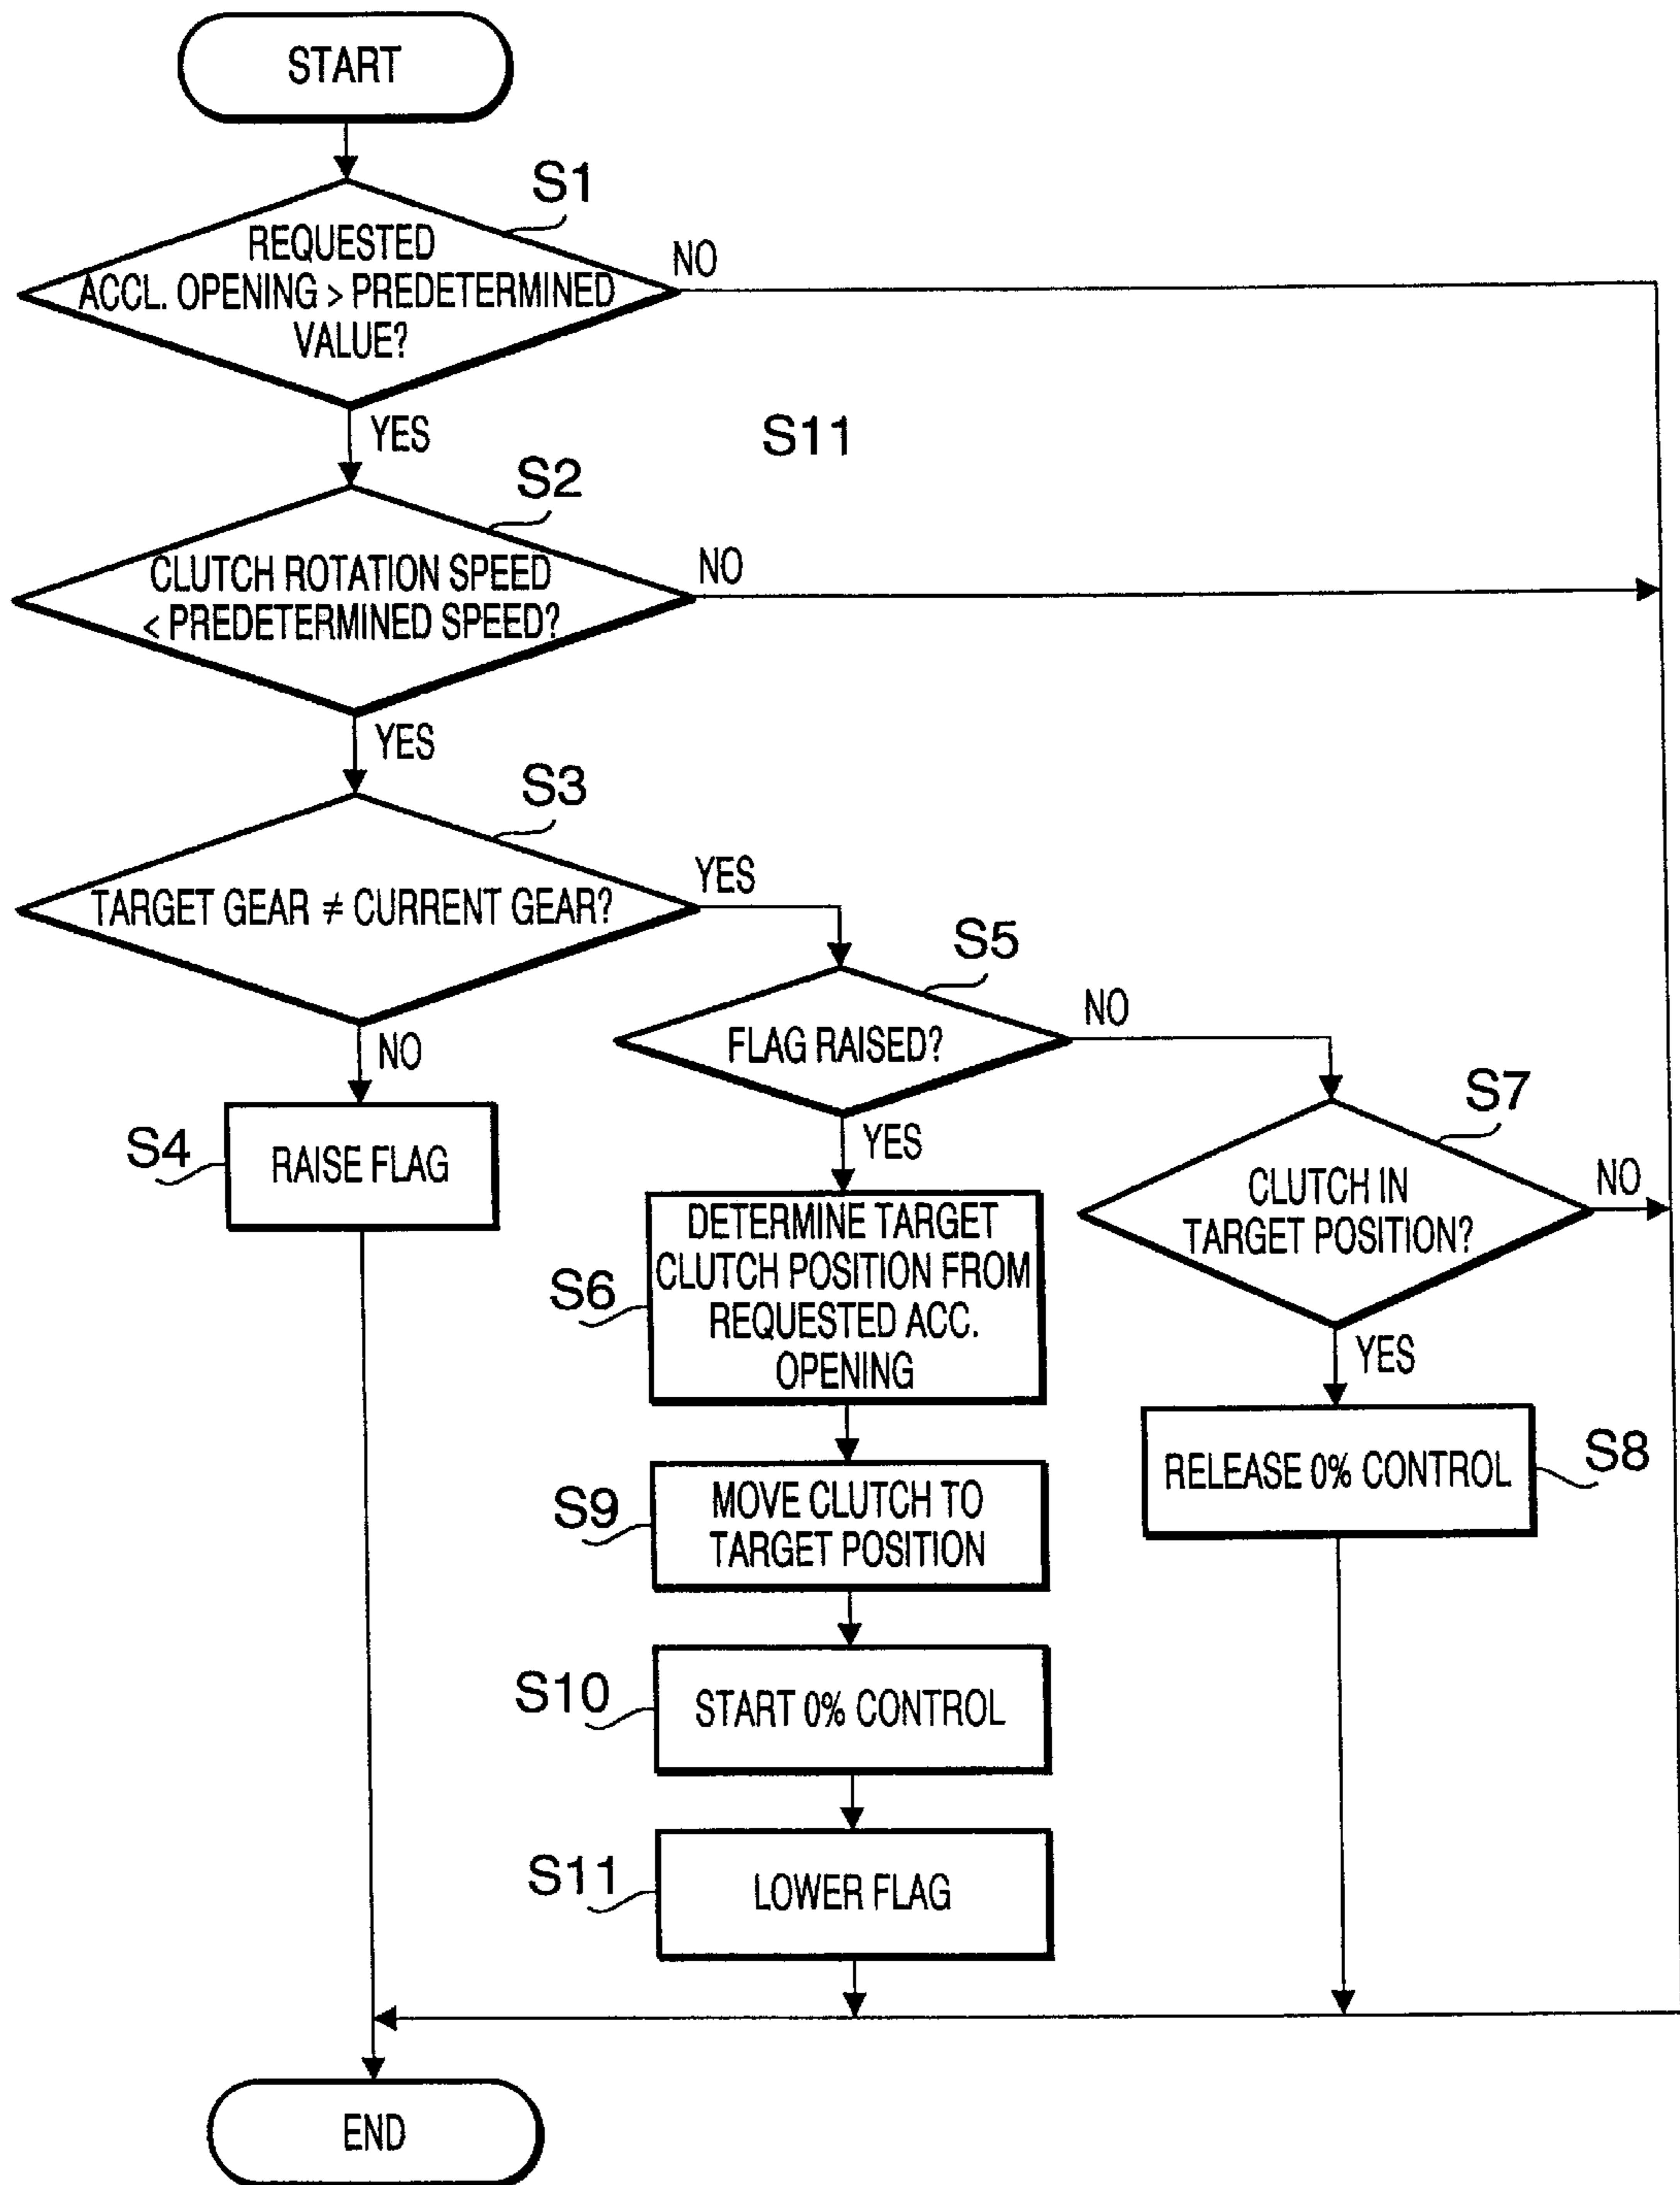 START
S1
REQUESTED
ACCL. OPENING > PREDETERMINED
VALUE?
NO
YES
S11
S2
CLUTCH ROTATION SPEED
< PREDETERMINED SPEED?
NO
YES
S3
TARGET GEAR ≠ CURRENT GEAR?
YES
NO
S5
FLAG RAISED?
NO
YES
S4
RAISE FLAG
S7
CLUTCH IN
TARGET POSITION?
NO
YES
S6
DETERMINE TARGET
CLUTCH POSITION FROM
REQUESTED ACC.
OPENING
RELEASE 0% CONTROL
S8
S9
MOVE CLUTCH TO
TARGET POSITION
S10
START 0% CONTROL
S11
LOWER FLAG
END